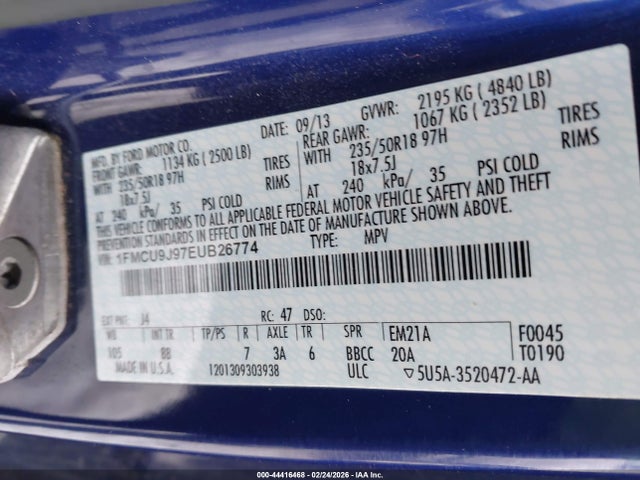 MFD. BY FORD MOTOR CO. DATE: 09/13 GVWR: 2195 KG ( 4840 LB)
FRONT GAWR: 1134 KG ( 2500 LB) REAR GAWR: 1067 KG ( 2352 LB)
WITH 235/50R18 97H TIRES WITH 235/50R18 97H TIRES
18x7.5J RIMS 18x7.5J RIMS
AT 240 kPa/ 35 PSI COLD AT 240 kPa/ 35 PSI COLD
THIS VEHICLE CONFORMS TO ALL APPLICABLE FEDERAL MOTOR VEHICLE SAFETY AND THEFT
PREVENTION STANDARDS IN EFFECT ON THE DATE OF MANUFACTURE SHOWN ABOVE.
VIN: 1FMCU9J97EUB26774 TYPE: MPV
EXT PNT: J4 RC: 47 DSO:
WB INT TR TP/PS R AXLE TR SPR EM21A F0045
105 88 7 3A 6 BBCC 20A T0190
MADE IN U.S.A. 1201309303938 ULC ▽5U5A-3520472-AA
000-44416468 - 02/24/2026 - IAAI.COM